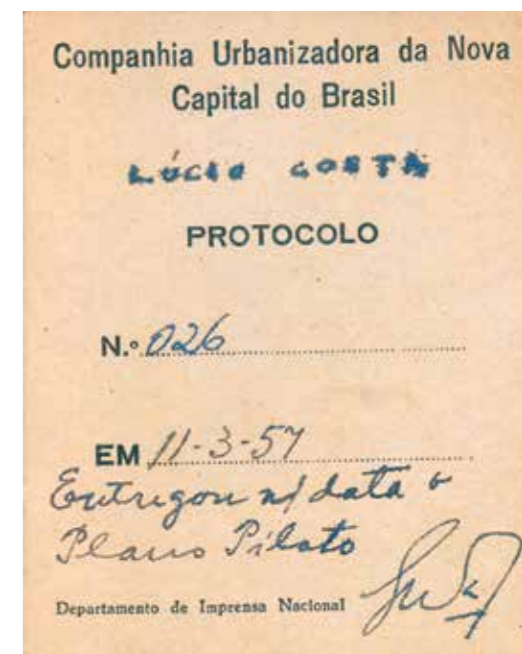 Companhia Urbanizadora da Nova
Capital do Brasil
LÚCIO COSTA
PROTOCOLO
N.º 026
EM 11-3-57
Entregou n/ data o
Plano Piloto
Departamento de Imprensa Nacional